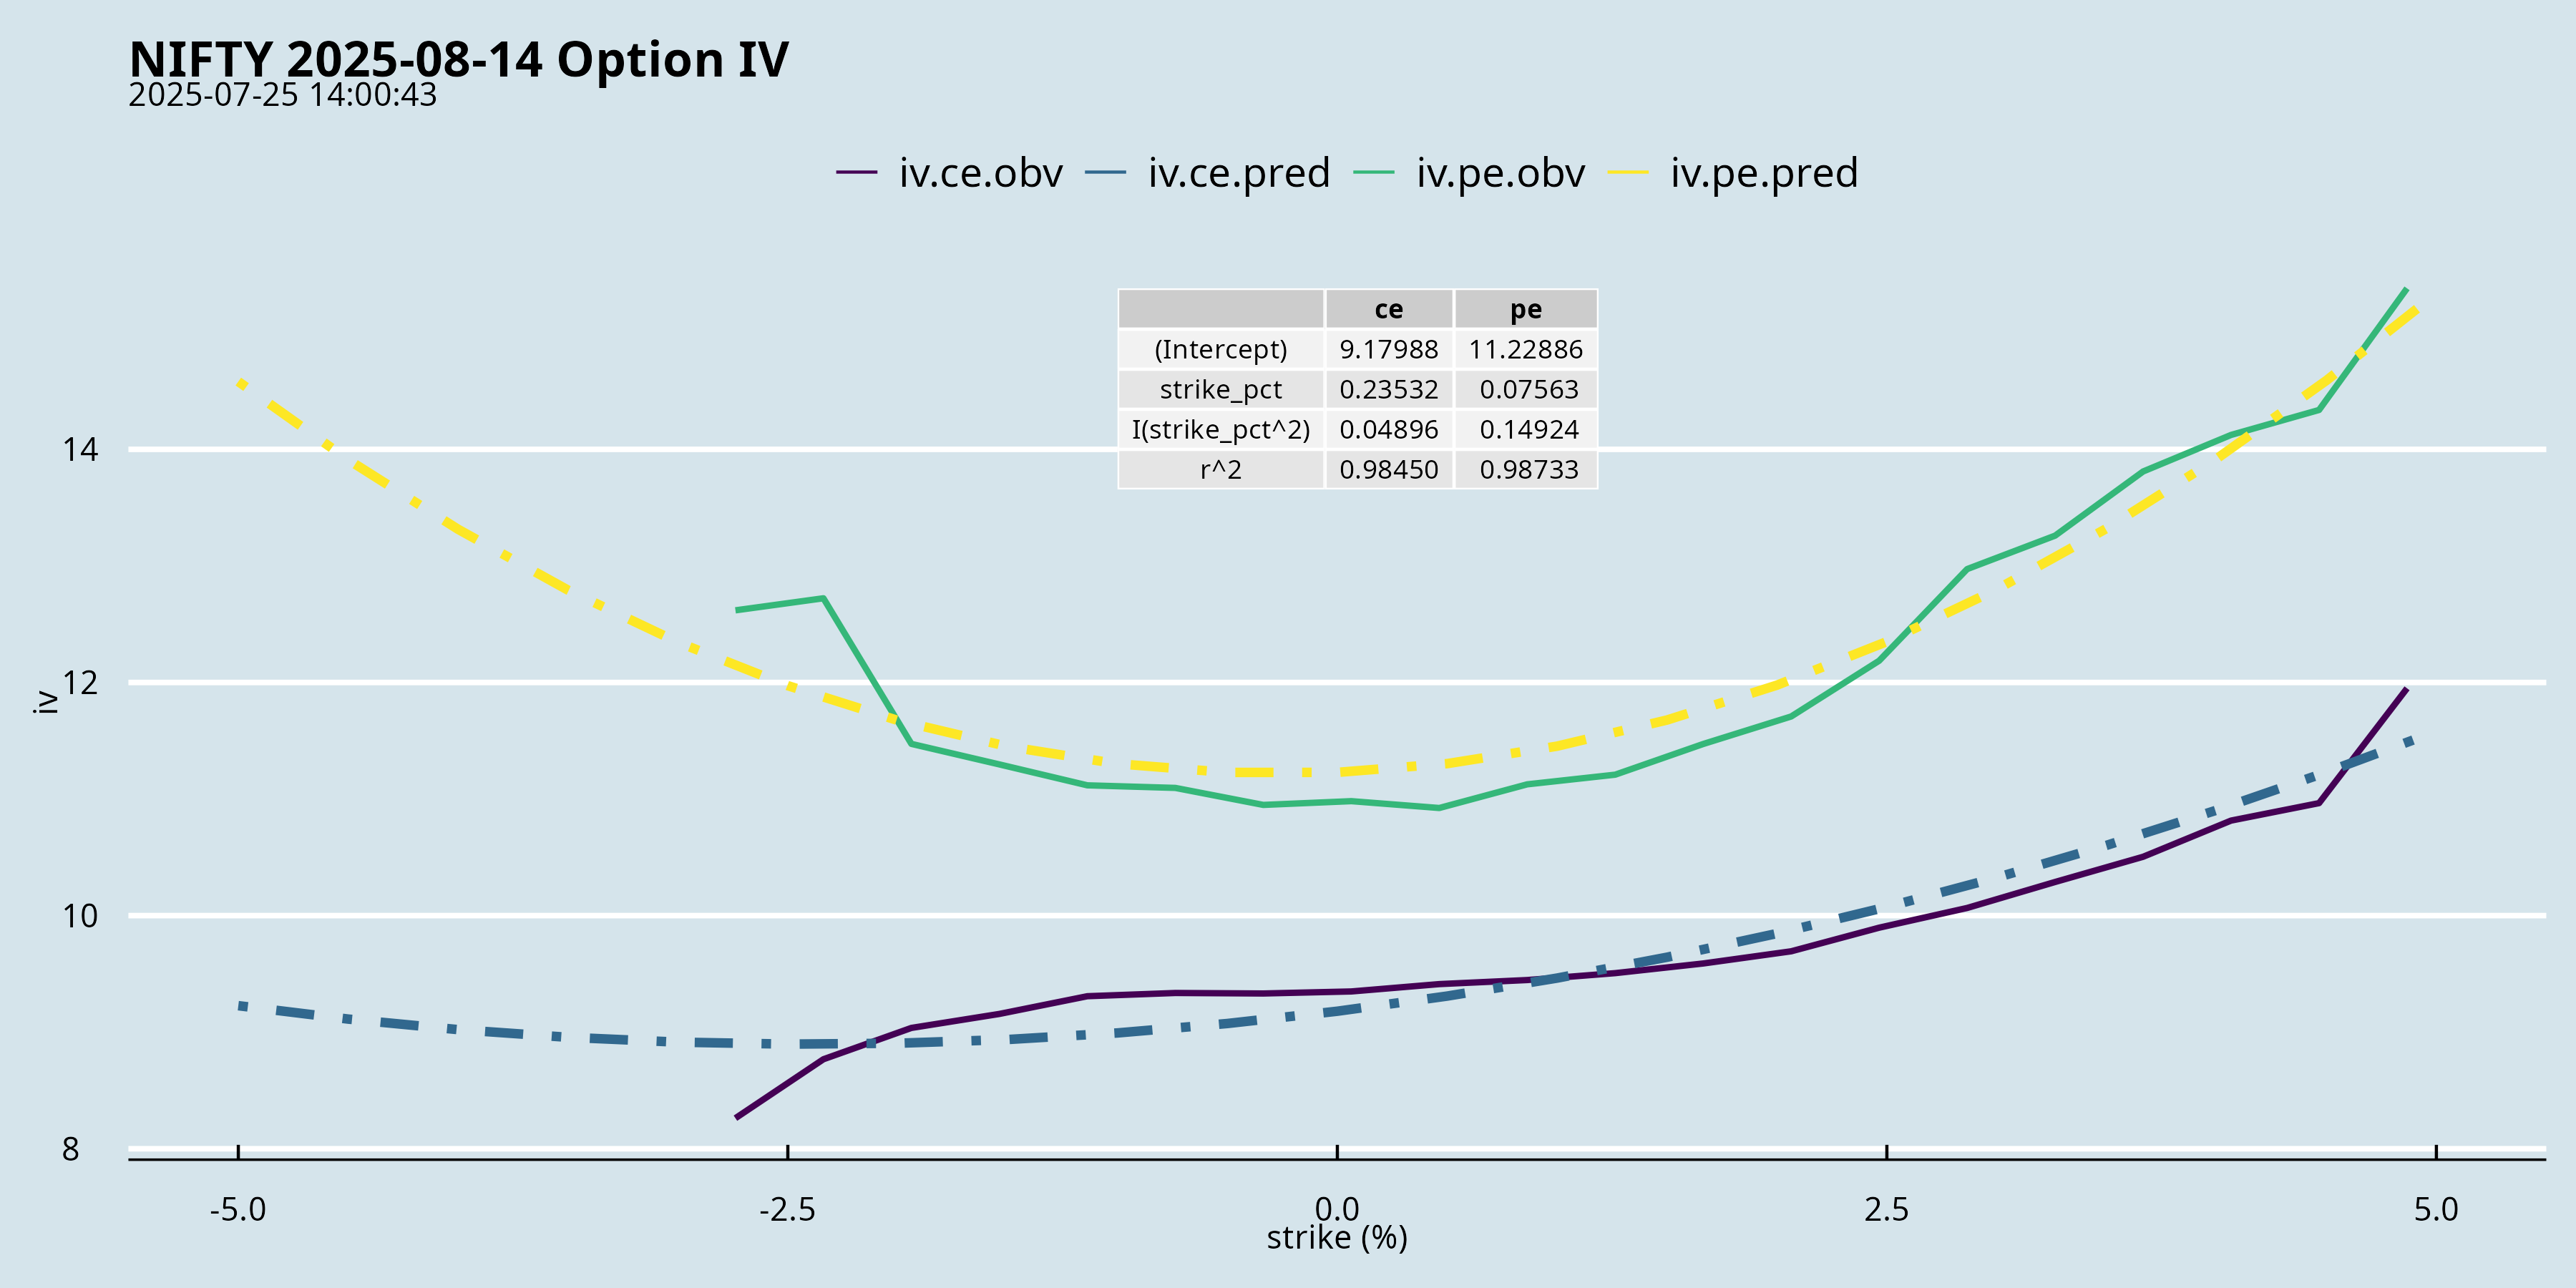 NIFTY 2025-08-14 Option IV
2025-07-25 14:00:43
iv.ce.obv iv.ce.pred iv.pe.obv iv.pe.pred
ce pe
(Intercept) 9.17988 11.22886
strike_pct 0.23532 0.07563
I(strike_pct^2) 0.04896 0.14924
r^2 0.98450 0.98733
14
12
10
8
iv
-5.0 -2.5 0.0 2.5 5.0
strike (%)